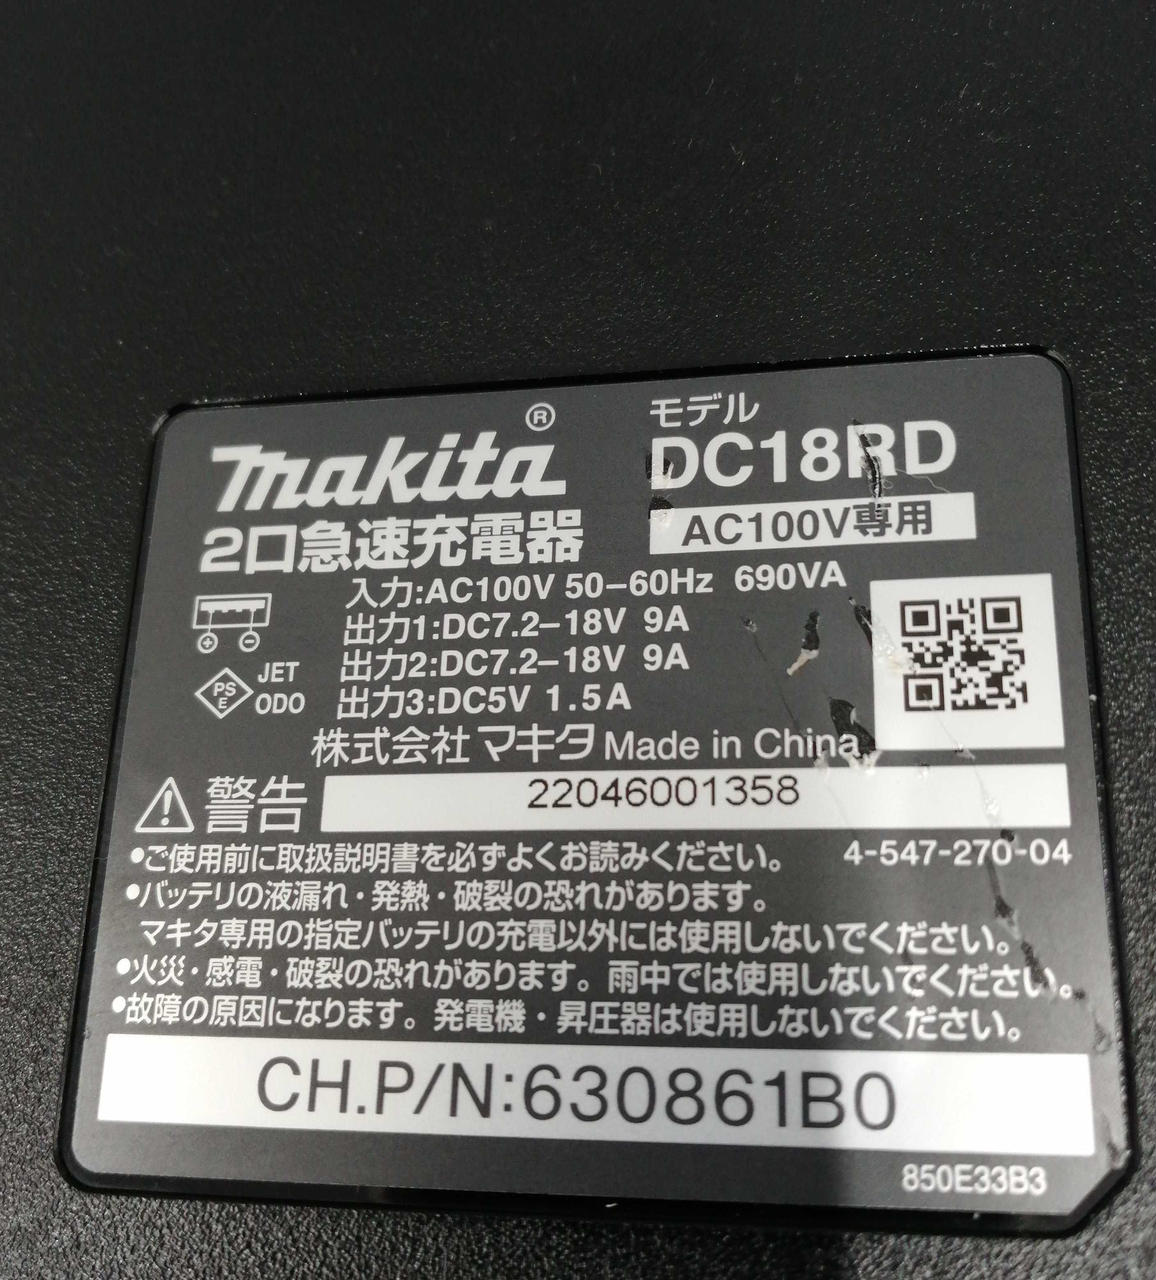 makita®
モデル
DC18RD
AC100V専用
2口急速充電器
入力:AC100V 50–60Hz 690VA
出力1:DC7.2–18V 9A
出力2:DC7.2–18V 9A
出力3:DC5V 1.5A
PS
E
JET
ODO
株式会社マキタ Made in China
警告
22046001358
•ご使用前に取扱説明書を必ずよくお読みください。 4-547-270-04
•バッテリの液漏れ・発熱・破裂の恐れがあります。
マキタ専用の指定バッテリの充電以外には使用しないでください。
•火災・感電・破裂の恐れがあります。雨中では使用しないでください。
•故障の原因になります。発電機・昇圧器は使用しないでください。
CH.P/N:630861B0
850E33B3